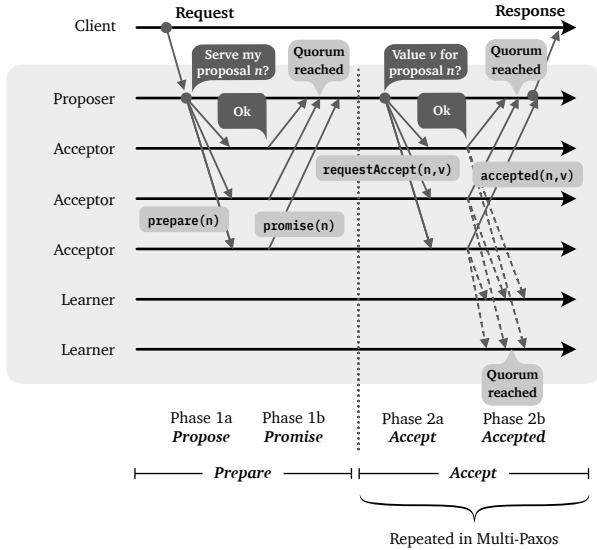 Request
Response
Client
Serve my
proposal n?
Quorum
reached
Value v for
proposal n?
Quorum
reached
Proposer
Ok
Ok
Acceptor
requestAccept(n,v)
accepted(n,v)
Acceptor
prepare(n)
promise(n)
Acceptor
Learner
Learner
Quorum
reached
Phase 1a
Propose
Phase 1b
Promise
Phase 2a
Accept
Phase 2b
Accepted
Prepare
Accept
Repeated in Multi-Paxos